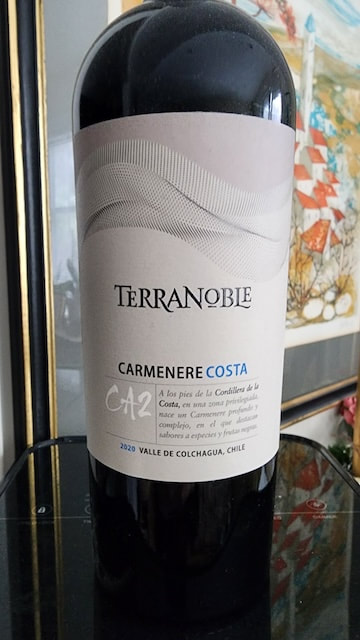 TERRANOBLE
CARMENERE COSTA
CA2
A los pies de la Cordillera de la
Costa, en una zona privilegiada,
nace un Carmenere profundo y
complejo, en el que destacan
sabores a especies y frutas negras.
2020 VALLE DE COLCHAGUA, CHILE